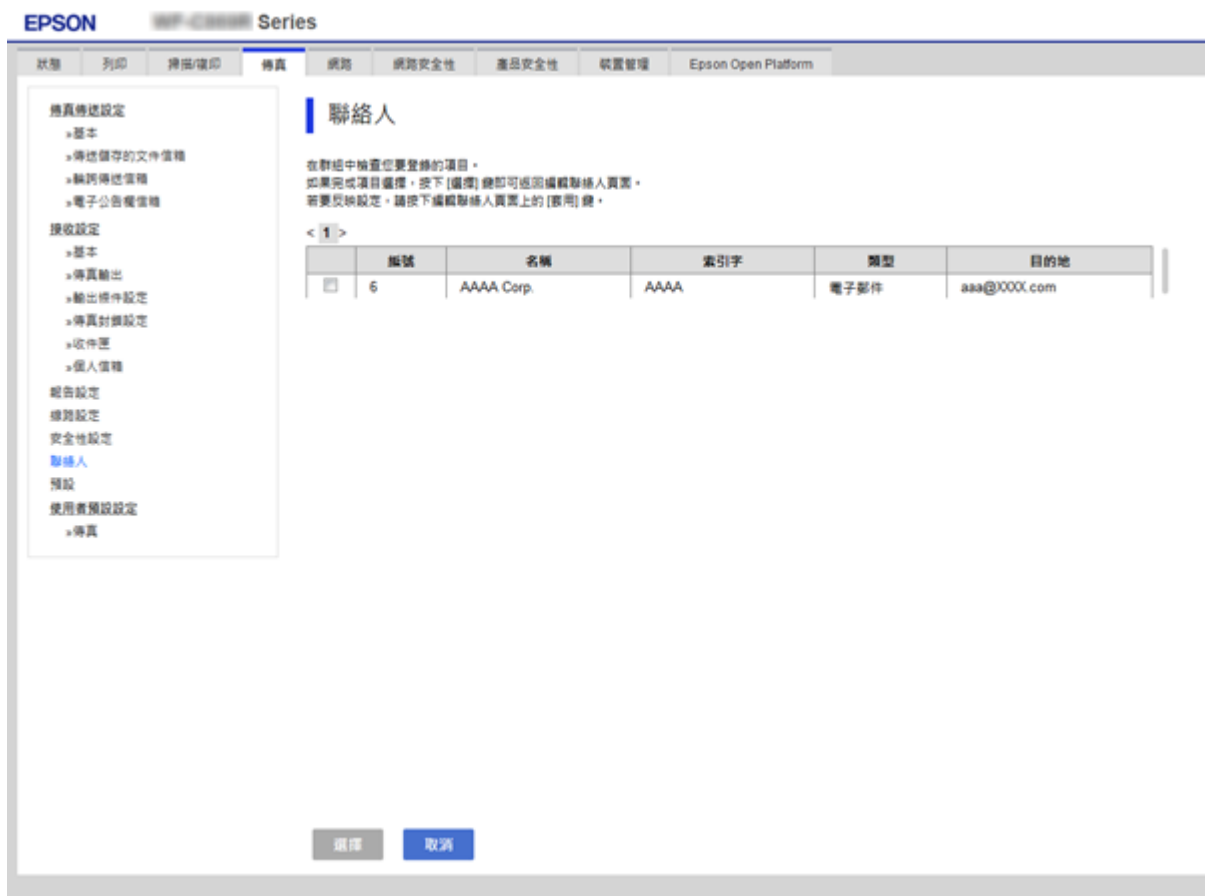 EPSON Series
狀態 列印 掃描/複印 傳真 網路 網路安全性 產品安全性 裝置管理 Epson Open Platform
傳真傳送設定
»基本
»傳送儲存的文件信箱
»輪詢傳送信箱
»電子公告欄信箱
接收設定
»基本
»傳真輸出
»輸出條件設定
»傳真封鎖設定
»收件匣
»個人信箱
報告設定
線路設定
安全性設定
聯絡人
預設
使用者預設設定
»傳真
聯絡人
在群組中檢查您要登錄的項目。
如果完成項目選擇，按下 [選擇] 鍵即可返回編輯聯絡人頁面。
若要反映設定，請按下編輯聯絡人頁面上的 [套用] 鍵。
< 1 >
編號 名稱 索引字 類型 目的地
6 AAAA Corp. AAAA 電子郵件 aaa@XXXX.com
選擇 取消